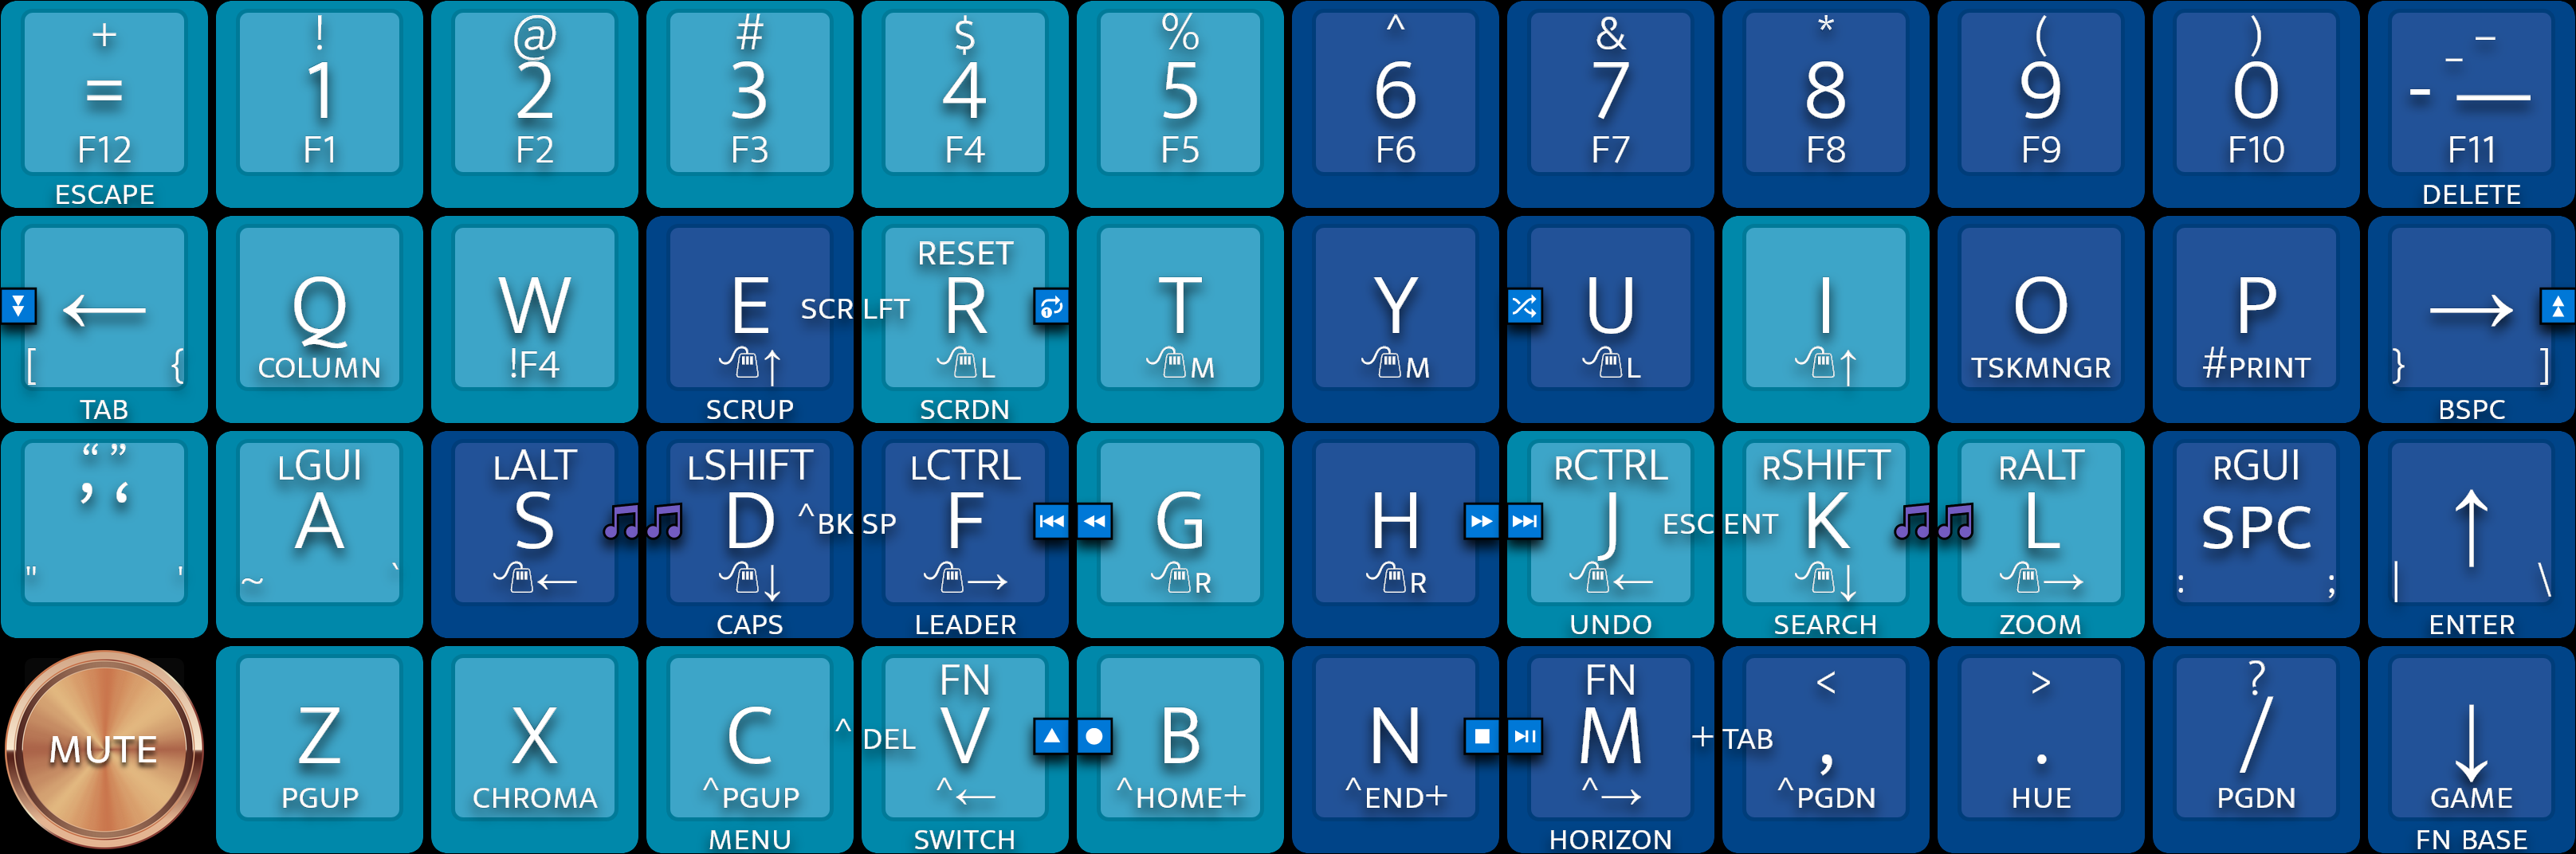 + ! @ # $ % ^ & * ( ) _ –
= 1 2 3 4 5 6 7 8 9 0 - —
F12 F1 F2 F3 F4 F5 F6 F7 F8 F9 F10 F11
ESCAPE DELETE
RESET
← Q W E SCR LFT R T Y U I O P →
[ { COLUMN !F4 ↑ L M M L ↑ TSKMNGR #PRINT } ]
TAB SCRUP SCRDN BSPC
“ ” LGUI LALT LSHIFT LCTRL RCTRL RSHIFT RALT RGUI
’ ‘ A S D ^BK SP F G H J ESC ENT K L SPC ↑
" ' ~ ` ← ↓ → R R ← ↓ → : ; | \
CAPS LEADER UNDO SEARCH ZOOM ENTER
FN FN < > ?
MUTE Z X C ^ DEL V B N M + TAB , . / ↓
PGUP CHROMA ^PGUP ^← ^HOME+ ^END+ ^→ ^PGDN HUE PGDN GAME
MENU SWITCH HORIZON FN BASE